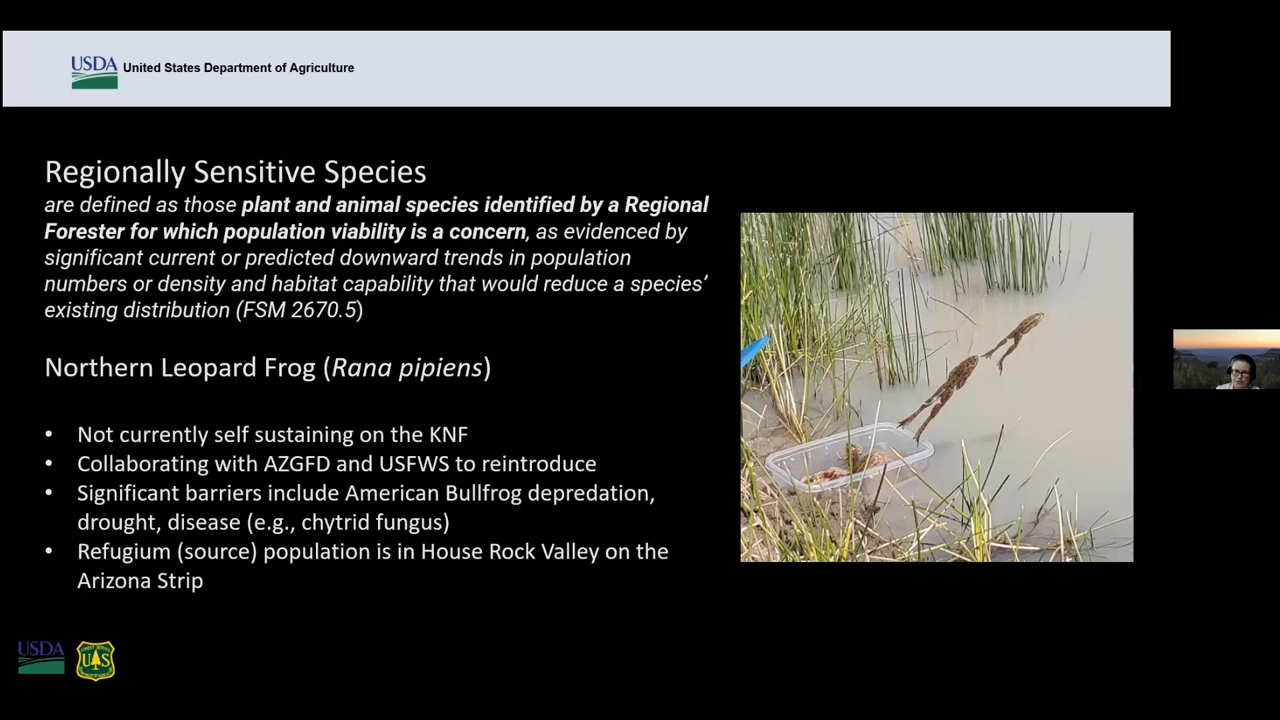 USDA United States Department of Agriculture
Regionally Sensitive Species
are defined as those plant and animal species identified by a Regional
Forester for which population viability is a concern, as evidenced by
significant current or predicted downward trends in population
numbers or density and habitat capability that would reduce a species’
existing distribution (FSM 2670.5)
Northern Leopard Frog (Rana pipiens)
• Not currently self sustaining on the KNF
• Collaborating with AZGFD and USFWS to reintroduce
• Significant barriers include American Bullfrog depredation,
drought, disease (e.g., chytrid fungus)
• Refugium (source) population is in House Rock Valley on the
Arizona Strip
USDA
U S